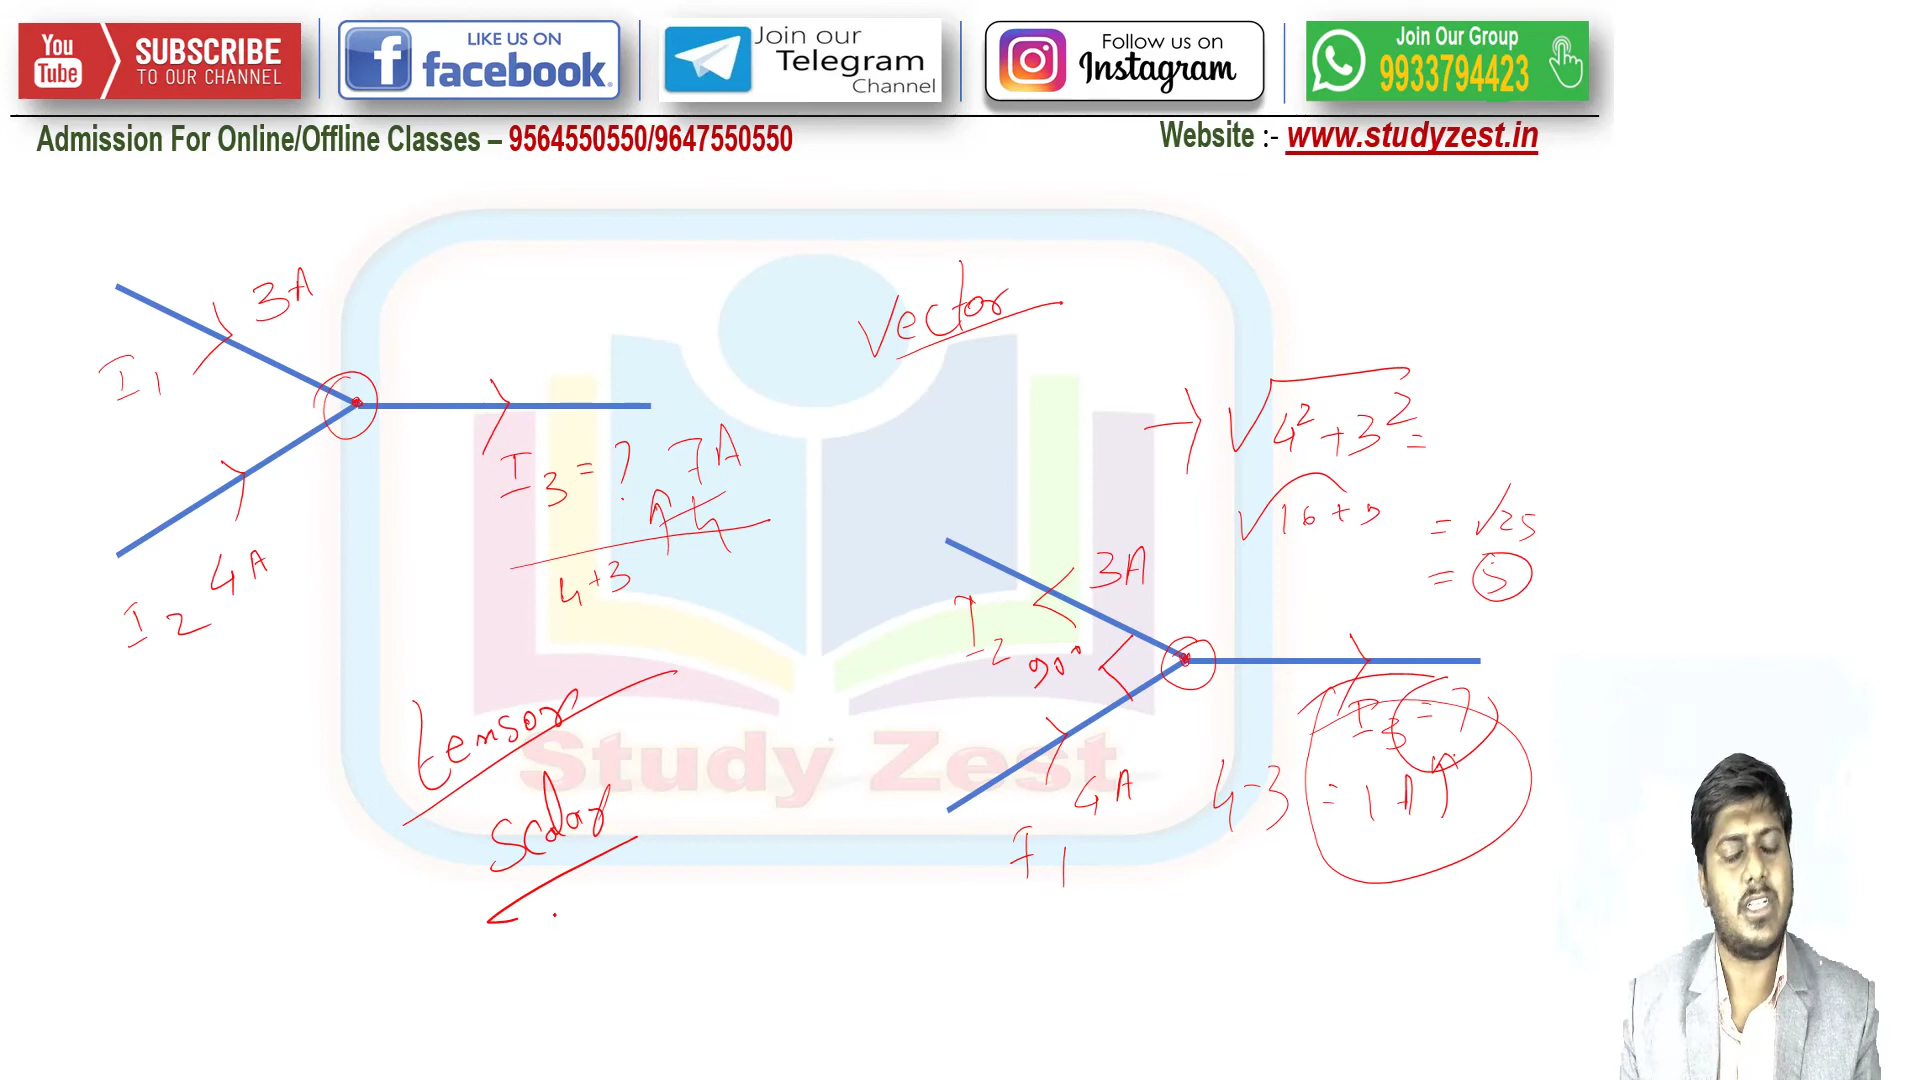 You Tube SUBSCRIBE TO OUR CHANNEL
LIKE US ON facebook.
Join our Telegram Channel
Follow us on Instagram
Join Our Group 9933794423
Admission For Online/Offline Classes – 9564550550/9647550550
Website :- www.studyzest.in
3A
I1
I3 = ? 7A
4+3
4A
I2
Vector
√4²+3² =
√16+9
= √25
= 5
3A
I2
90°
I3 = ?
4-3 = 1A
4A
I1
tensor
scalar
Study Zest